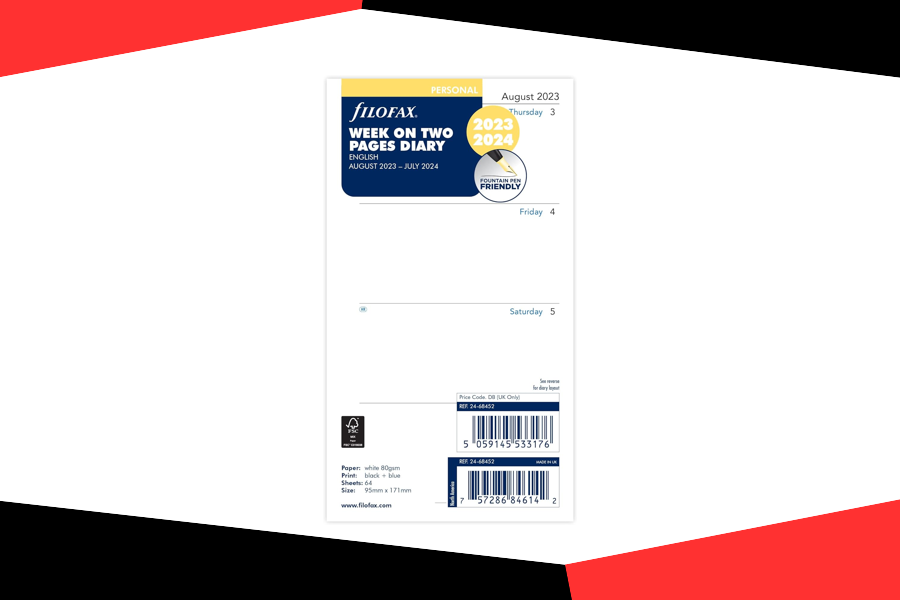 PERSONAL
FILOFAX®
WEEK ON TWO
PAGES DIARY
ENGLISH
AUGUST 2023 – JULY 2024
2023
2024
FOUNTAIN PEN
FRIENDLY
August 2023
Thursday 3
Friday 4
Saturday 5
See reverse
for diary layout
Price Code. DB (UK Only)
REF. 24-68452
5 059145 533176
FSC
Paper: white 80gsm
Print: black + blue
Sheets: 64
Size: 95mm x 171mm
www.filofax.com
REF. 24-68452 MADE IN UK
North America
7 57286 84614 2